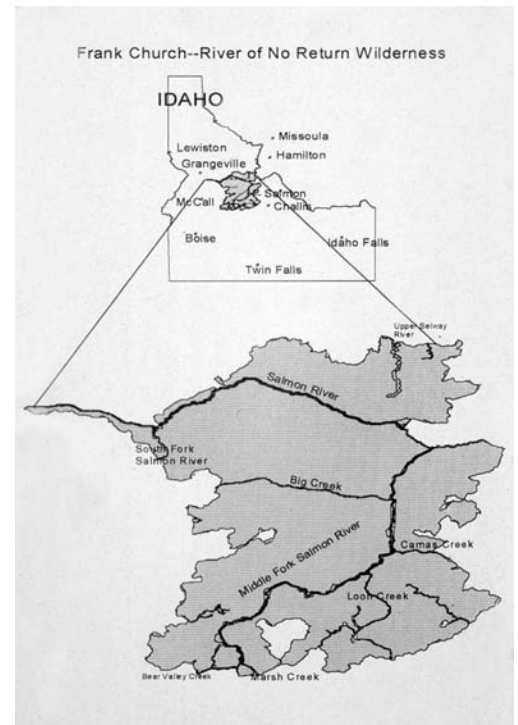 Frank Church--River of No Return Wilderness
IDAHO
Missoula
Lewiston
Hamilton
Grangeville
Salmon
McCall
Challis
Boise
Idaho Falls
Twin Falls
Upper Selway
River
Salmon River
South Fork
Salmon River
Big Creek
Middle Fork Salmon River
Camas Creek
Loon Creek
Bear Valley Creek
Marsh Creek